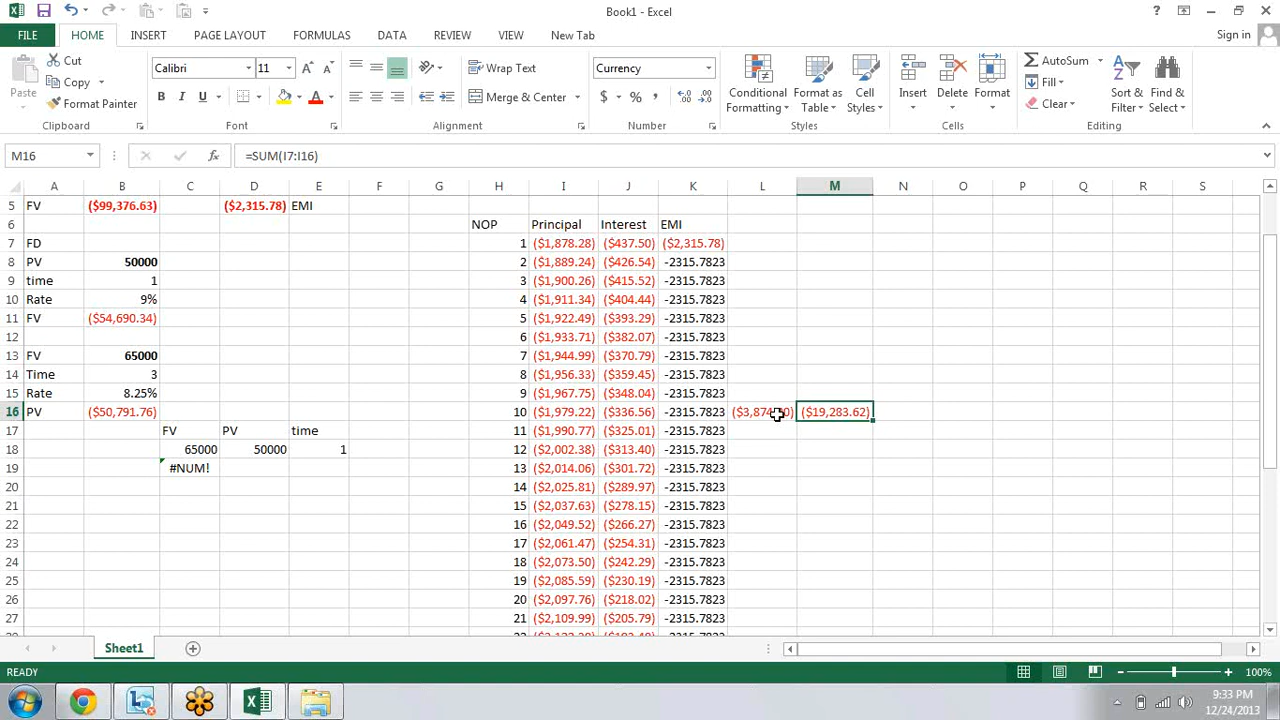 Book1 - Excel
FILE HOME INSERT PAGE LAYOUT FORMULAS DATA REVIEW VIEW New Tab Sign in
Cut Calibri 11 Wrap Text Currency AutoSum
Copy Fill
Paste Format Painter Merge & Center $ % , Conditional Formatting Format as Table Cell Styles Insert Delete Format Clear Sort & Filter Find & Select
Clipboard Font Alignment Number Styles Cells Editing
M16 fx =SUM(I7:I16)
A B C D E F G H I J K L M N O P Q R S
5 FV ($99,376.63) ($2,315.78) EMI
6 NOP Principal Interest EMI
7 FD 1 ($1,878.28) ($437.50) ($2,315.78)
8 PV 50000 2 ($1,889.24) ($426.54) -2315.7823
9 time 1 3 ($1,900.26) ($415.52) -2315.7823
10 Rate 9% 4 ($1,911.34) ($404.44) -2315.7823
11 FV ($54,690.34) 5 ($1,922.49) ($393.29) -2315.7823
12 6 ($1,933.71) ($382.07) -2315.7823
13 FV 65000 7 ($1,944.99) ($370.79) -2315.7823
14 Time 3 8 ($1,956.33) ($359.45) -2315.7823
15 Rate 8.25% 9 ($1,967.75) ($348.04) -2315.7823
16 PV ($50,791.76) 10 ($1,979.22) ($336.56) -2315.7823 ($19,283.62)
17 FV PV time 11 ($1,990.77) ($325.01) -2315.7823
18 65000 50000 1 12 ($2,002.38) ($313.40) -2315.7823
19 #NUM! 13 ($2,014.06) ($301.72) -2315.7823
20 14 ($2,025.81) ($289.97) -2315.7823
21 15 ($2,037.63) ($278.15) -2315.7823
22 16 ($2,049.52) ($266.27) -2315.7823
23 17 ($2,061.47) ($254.31) -2315.7823
24 18 ($2,073.50) ($242.29) -2315.7823
25 19 ($2,085.59) ($230.19) -2315.7823
26 20 ($2,097.76) ($218.02) -2315.7823
27 21 ($2,109.99) ($205.79) -2315.7823
Sheet1
READY 100%
9:33 PM
12/24/2013